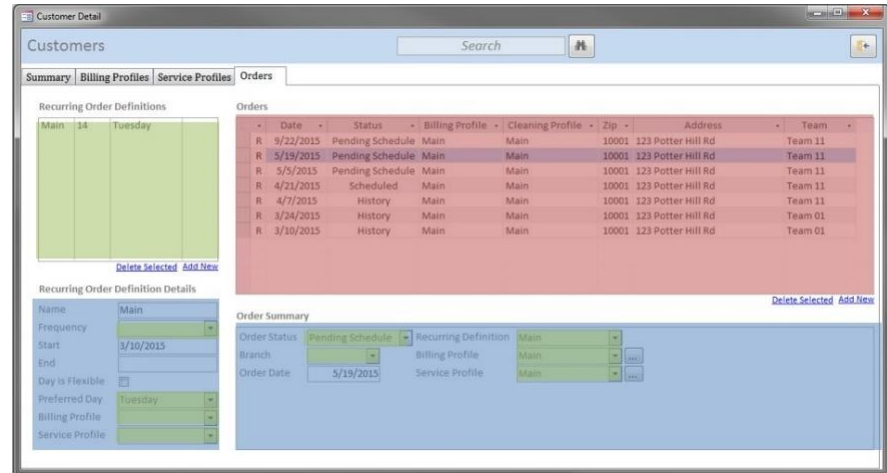 Customer Detail
Customers
Search
Summary Billing Profiles Service Profiles Orders
Recurring Order Definitions
Main 14 Tuesday
Delete Selected Add New
Recurring Order Definition Details
Name Main
Frequency
Start 3/10/2015
End
Day Is Flexible
Preferred Day Tuesday
Billing Profile
Service Profile
Orders
Date Status Billing Profile Cleaning Profile Zip Address Team
R 9/22/2015 Pending Schedule Main Main 10001 123 Potter Hill Rd Team 11
R 5/19/2015 Pending Schedule Main Main 10001 123 Potter Hill Rd Team 11
R 5/5/2015 Pending Schedule Main Main 10001 123 Potter Hill Rd Team 11
R 4/21/2015 Scheduled Main Main 10001 123 Potter Hill Rd Team 11
R 4/7/2015 History Main Main 10001 123 Potter Hill Rd Team 11
R 3/24/2015 History Main Main 10001 123 Potter Hill Rd Team 01
R 3/10/2015 History Main Main 10001 123 Potter Hill Rd Team 01
Delete Selected Add New
Order Summary
Order Status Pending Schedule Recurring Definition Main
Branch Billing Profile Main ...
Order Date 5/19/2015 Service Profile Main ...